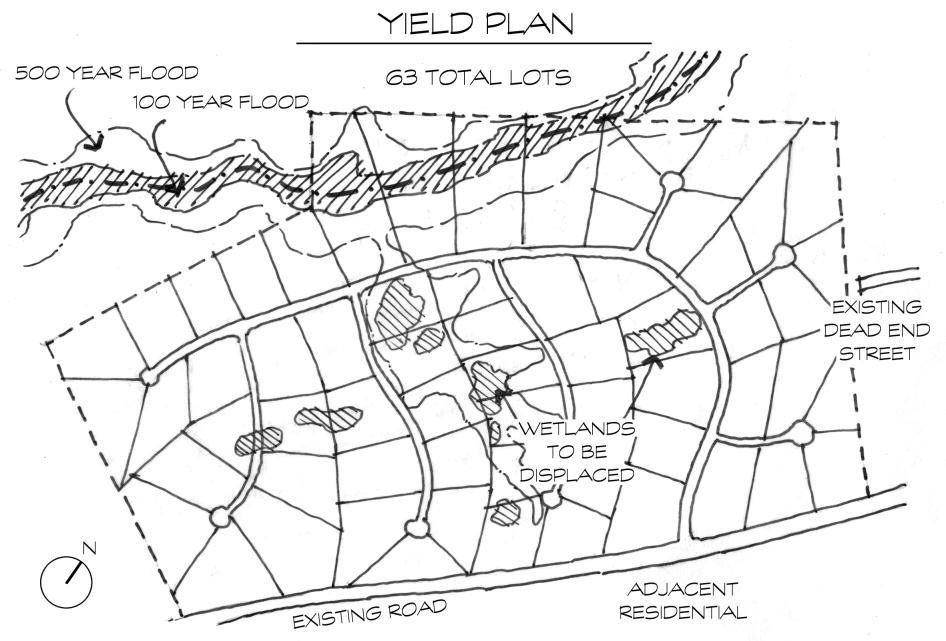 YIELD PLAN
63 TOTAL LOTS
500 YEAR FLOOD
100 YEAR FLOOD
EXISTING
DEAD END
STREET
WETLANDS
TO BE
DISPLACED
N
EXISTING ROAD
ADJACENT
RESIDENTIAL